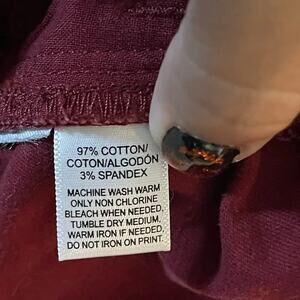 97% COTTON/
COTON/ALGODÓN
3% SPANDEX
MACHINE WASH WARM
ONLY NON CHLORINE
BLEACH WHEN NEEDED.
TUMBLE DRY MEDIUM.
WARM IRON IF NEEDED.
DO NOT IRON ON PRINT.